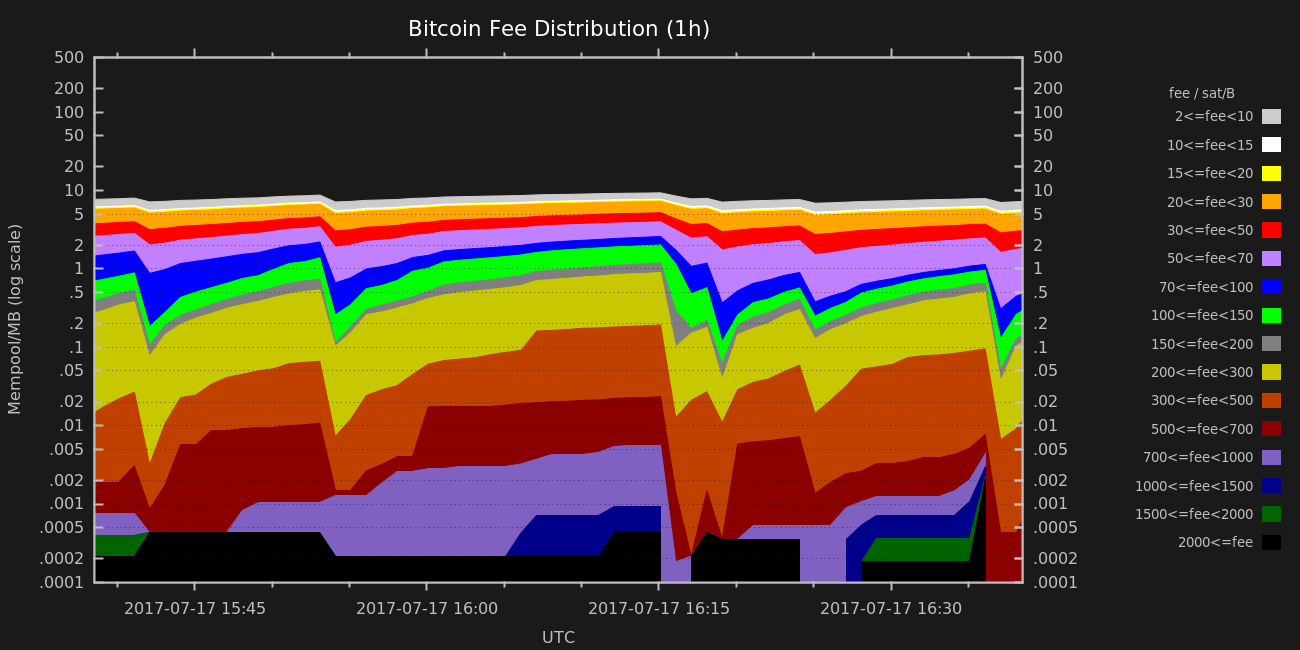 Bitcoin Fee Distribution (1h)
500
200
100
50
20
10
5
2
1
.5
.2
.1
.05
.02
.01
.005
.002
.001
.0005
.0002
.0001
Mempool/MB (log scale)
500
200
100
50
20
10
5
2
1
.5
.2
.1
.05
.02
.01
.005
.002
.001
.0005
.0002
.0001
2017-07-17 15:45 2017-07-17 16:00 2017-07-17 16:15 2017-07-17 16:30
UTC
fee / sat/B
2<=fee<10
10<=fee<15
15<=fee<20
20<=fee<30
30<=fee<50
50<=fee<70
70<=fee<100
100<=fee<150
150<=fee<200
200<=fee<300
300<=fee<500
500<=fee<700
700<=fee<1000
1000<=fee<1500
1500<=fee<2000
2000<=fee